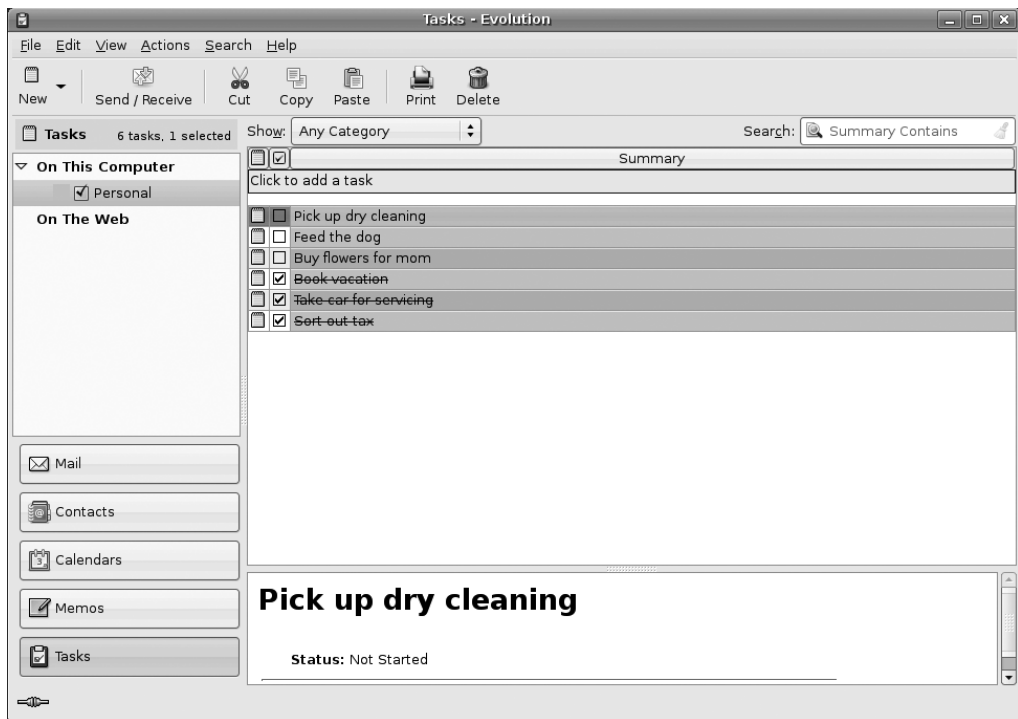 Tasks - Evolution
File Edit View Actions Search Help
New Send / Receive Cut Copy Paste Print Delete
Tasks 6 tasks, 1 selected
Show: Any Category
Search: Summary Contains
On This Computer
Personal
On The Web
Summary
Click to add a task
Pick up dry cleaning
Feed the dog
Buy flowers for mom
Book vacation
Take car for servicing
Sort out tax
Mail
Contacts
Calendars
Memos
Tasks
Pick up dry cleaning
Status: Not Started